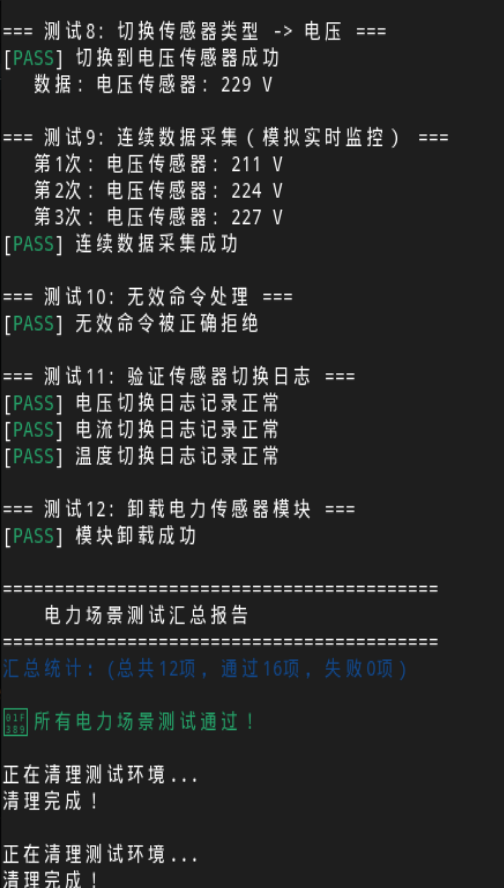 === 测试8: 切换传感器类型 -> 电压 ===
[PASS] 切换到电压传感器成功
数据: 电压传感器: 229 V
=== 测试9: 连续数据采集（模拟实时监控） ===
第1次: 电压传感器: 211 V
第2次: 电压传感器: 224 V
第3次: 电压传感器: 227 V
[PASS] 连续数据采集成功
=== 测试10: 无效命令处理 ===
[PASS] 无效命令被正确拒绝
=== 测试11: 验证传感器切换日志 ===
[PASS] 电压切换日志记录正常
[PASS] 电流切换日志记录正常
[PASS] 温度切换日志记录正常
=== 测试12: 卸载电力传感器模块 ===
[PASS] 模块卸载成功
==========================================
电力场景测试汇总报告
==========================================
汇总统计: (总共12项, 通过16项, 失败0项)
01F389 所有电力场景测试通过！
正在清理测试环境...
清理完成！
正在清理测试环境...
清理完成！